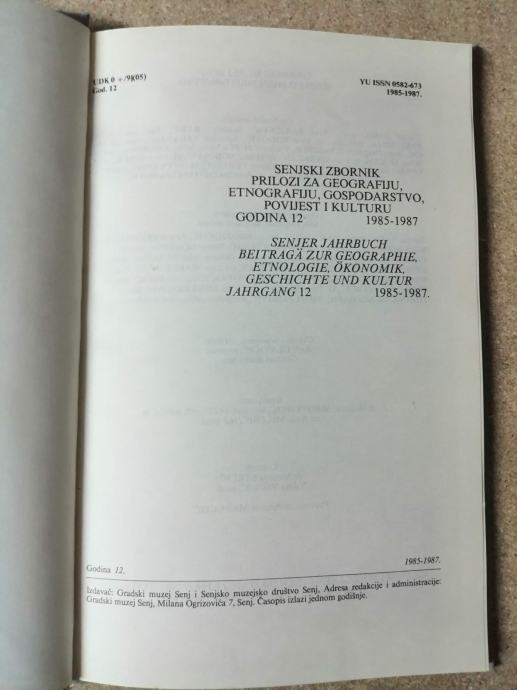 UDK 0 +/9)(05)
God. 12
YU ISSN 0582-673
1985-1987.
SENJSKI ZBORNIK
PRILOZI ZA GEOGRAFIJU,
ETNOGRAFIJU, GOSPODARSTVO,
POVIJEST I KULTURU
GODINA 12 1985-1987
SENJER JAHRBUCH
BEITRAGÄ ZUR GEOGRAPHIE,
ETNOLOGIE, ÖKONOMIK,
GESCHICHTE UND KULTUR
JAHRGANG 12 1985-1987.
Godina 12. 1985-1987.
Izdavač: Gradski muzej Senj i Senjsko muzejsko društvo Senj, Adresa redakcije i administracije:
Gradski muzej Senj, Milana Ogrizovića 7, Senj. Časopis izlazi jednom godišnje.